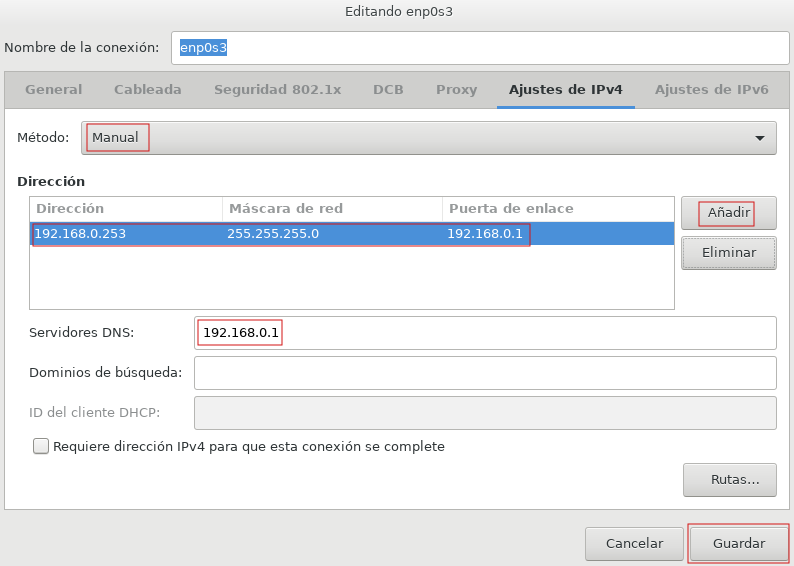 Editando enp0s3
Nombre de la conexión: enp0s3
General Cableada Seguridad 802.1x DCB Proxy Ajustes de IPv4 Ajustes de IPv6
Método: Manual
Dirección
Dirección Máscara de red Puerta de enlace Añadir
192.168.0.253 255.255.255.0 192.168.0.1
Eliminar
Servidores DNS: 192.168.0.1
Dominios de búsqueda:
ID del cliente DHCP:
Requiere dirección IPv4 para que esta conexión se complete
Rutas...
Cancelar Guardar